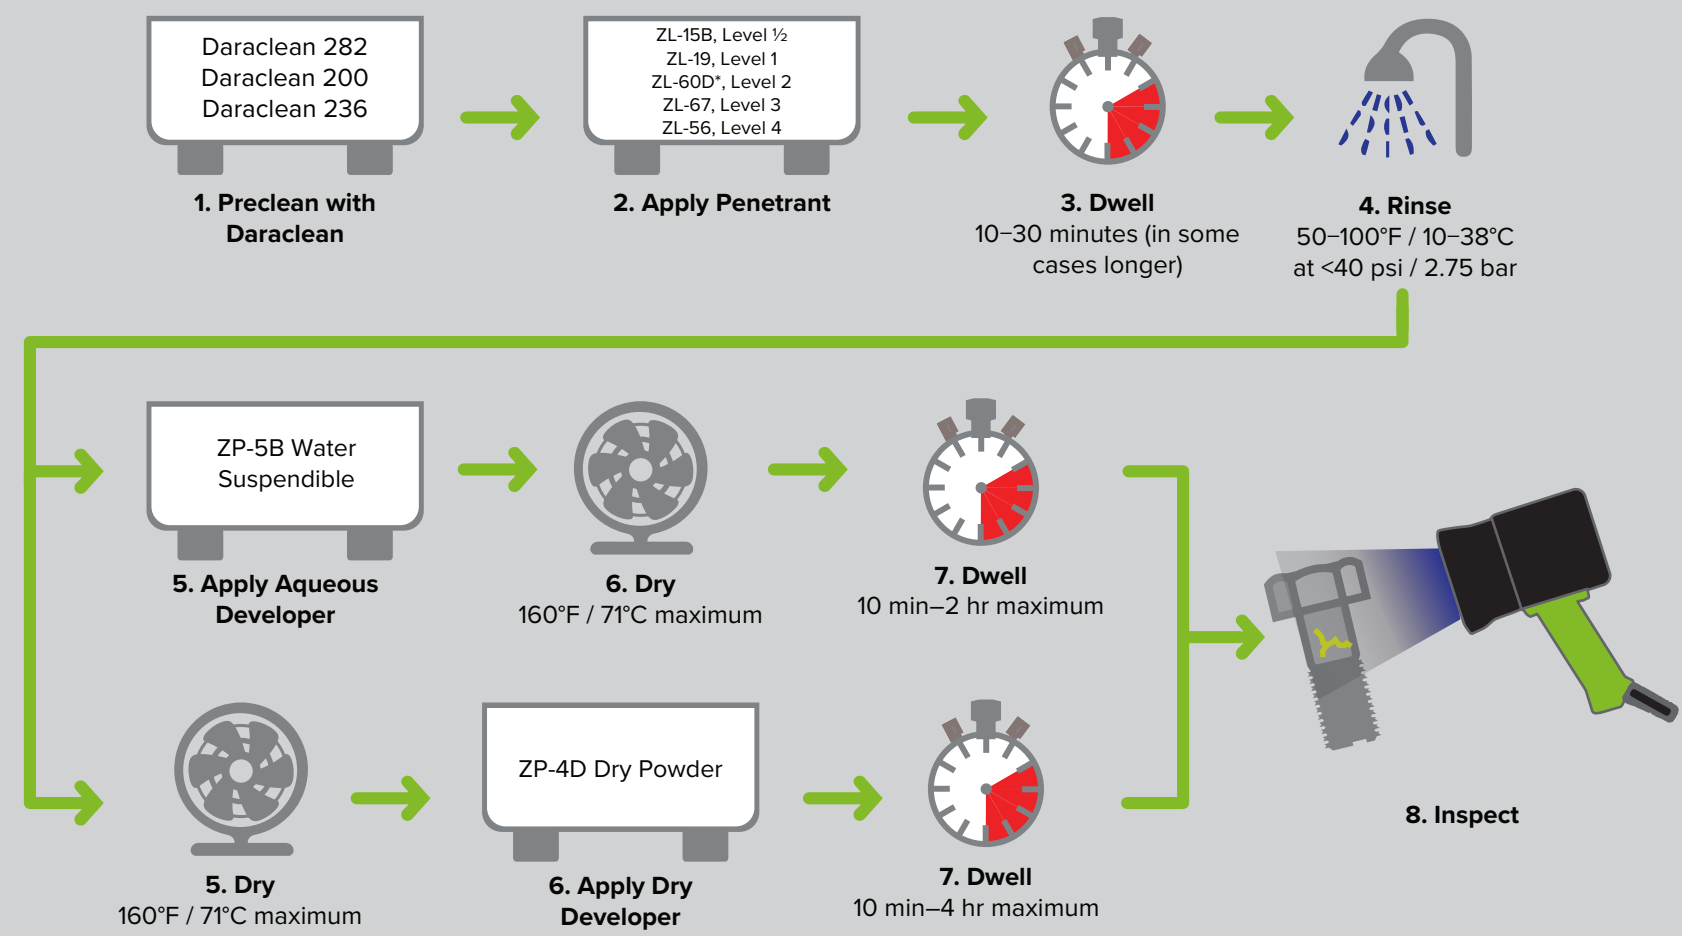 Daraclean 282
Daraclean 200
Daraclean 236
1. Preclean with
Daraclean
ZL-15B, Level ½
ZL-19, Level 1
ZL-60D*, Level 2
ZL-67, Level 3
ZL-56, Level 4
2. Apply Penetrant
3. Dwell
10–30 minutes (in some
cases longer)
4. Rinse
50–100°F / 10–38°C
at <40 psi / 2.75 bar
ZP-5B Water
Suspendible
5. Apply Aqueous
Developer
6. Dry
160°F / 71°C maximum
7. Dwell
10 min–2 hr maximum
5. Dry
160°F / 71°C maximum
ZP-4D Dry Powder
6. Apply Dry
Developer
7. Dwell
10 min–4 hr maximum
8. Inspect